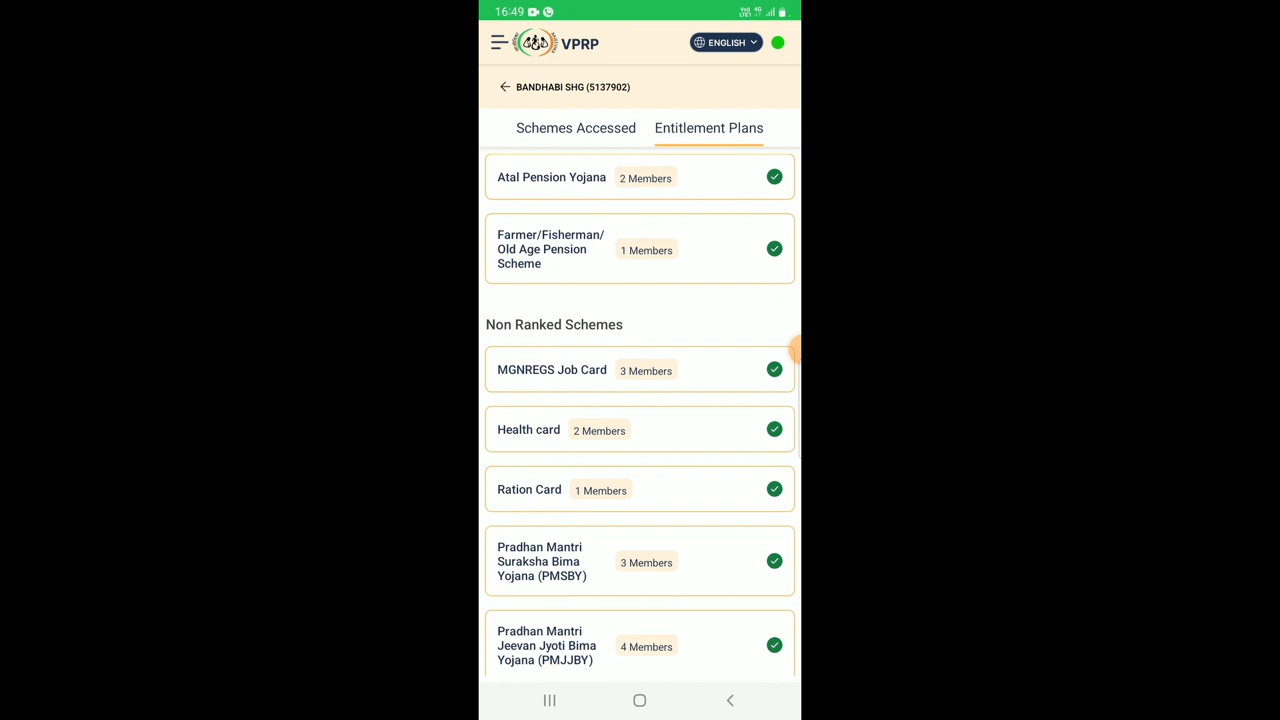 16:49
VoLTE1 4G
VPRP
ENGLISH
BANDHABI SHG (5137902)
Schemes Accessed Entitlement Plans
Atal Pension Yojana 2 Members
Farmer/Fisherman/
Old Age Pension 1 Members
Scheme
Non Ranked Schemes
MGNREGS Job Card 3 Members
Health card 2 Members
Ration Card 1 Members
Pradhan Mantri
Suraksha Bima 3 Members
Yojana (PMSBY)
Pradhan Mantri
Jeevan Jyoti Bima 4 Members
Yojana (PMJJBY)